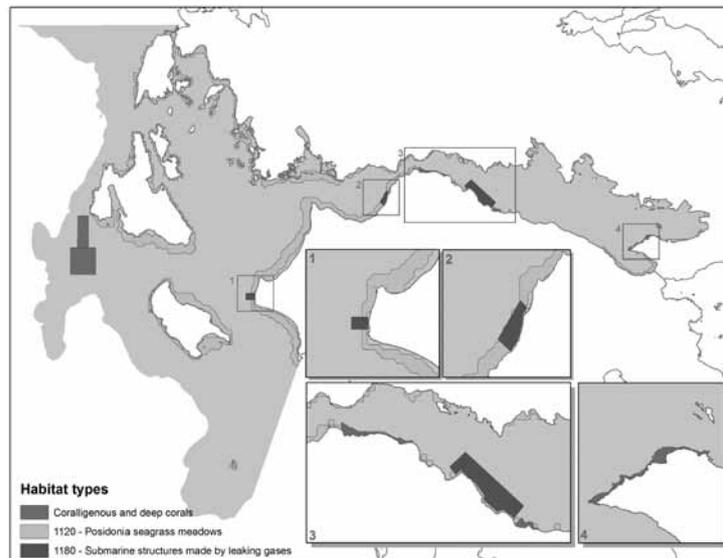 3
2
4
1
1
2
Habitat types
Coralligenous and deep corals
1120 - Posidonia seagrass meadows
1180 - Submarine structures made by leaking gases
3
4